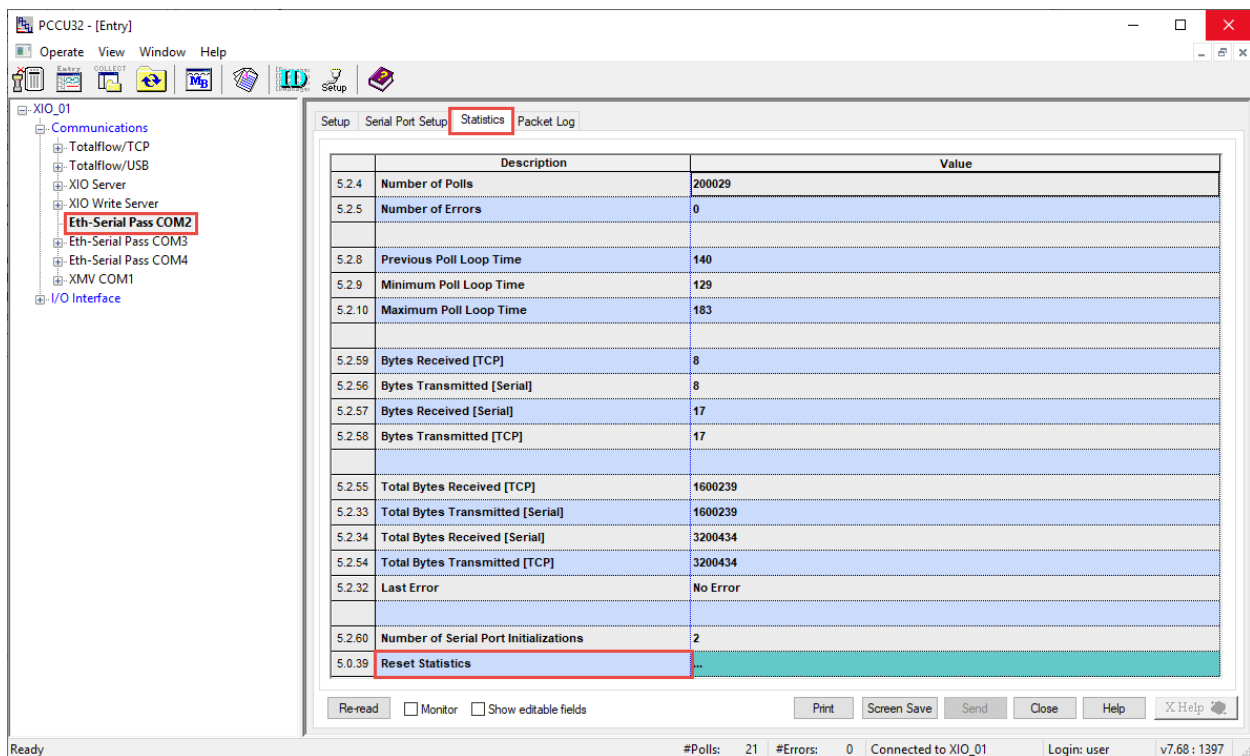 PCCU32 - [Entry]
Operate View Window Help
Entry COLLECT MB ID Setup
XIO_01
Communications
Totalflow/TCP
Totalflow/USB
XIO Server
XIO Write Server
Eth-Serial Pass COM2
Eth-Serial Pass COM3
Eth-Serial Pass COM4
XMV COM1
I/O Interface
Setup Serial Port Setup Statistics Packet Log
Description Value
5.2.4 Number of Polls 200029
5.2.5 Number of Errors 0
5.2.8 Previous Poll Loop Time 140
5.2.9 Minimum Poll Loop Time 129
5.2.10 Maximum Poll Loop Time 183
5.2.59 Bytes Received [TCP] 8
5.2.56 Bytes Transmitted [Serial] 8
5.2.57 Bytes Received [Serial] 17
5.2.58 Bytes Transmitted [TCP] 17
5.2.55 Total Bytes Received [TCP] 1600239
5.2.33 Total Bytes Transmitted [Serial] 1600239
5.2.34 Total Bytes Received [Serial] 3200434
5.2.54 Total Bytes Transmitted [TCP] 3200434
5.2.32 Last Error No Error
5.2.60 Number of Serial Port Initializations 2
5.0.39 Reset Statistics ...
Re-read Monitor Show editable fields Print Screen Save Send Close Help X Help
Ready #Polls: 21 #Errors: 0 Connected to XIO_01 Login: user v7.68 : 1397